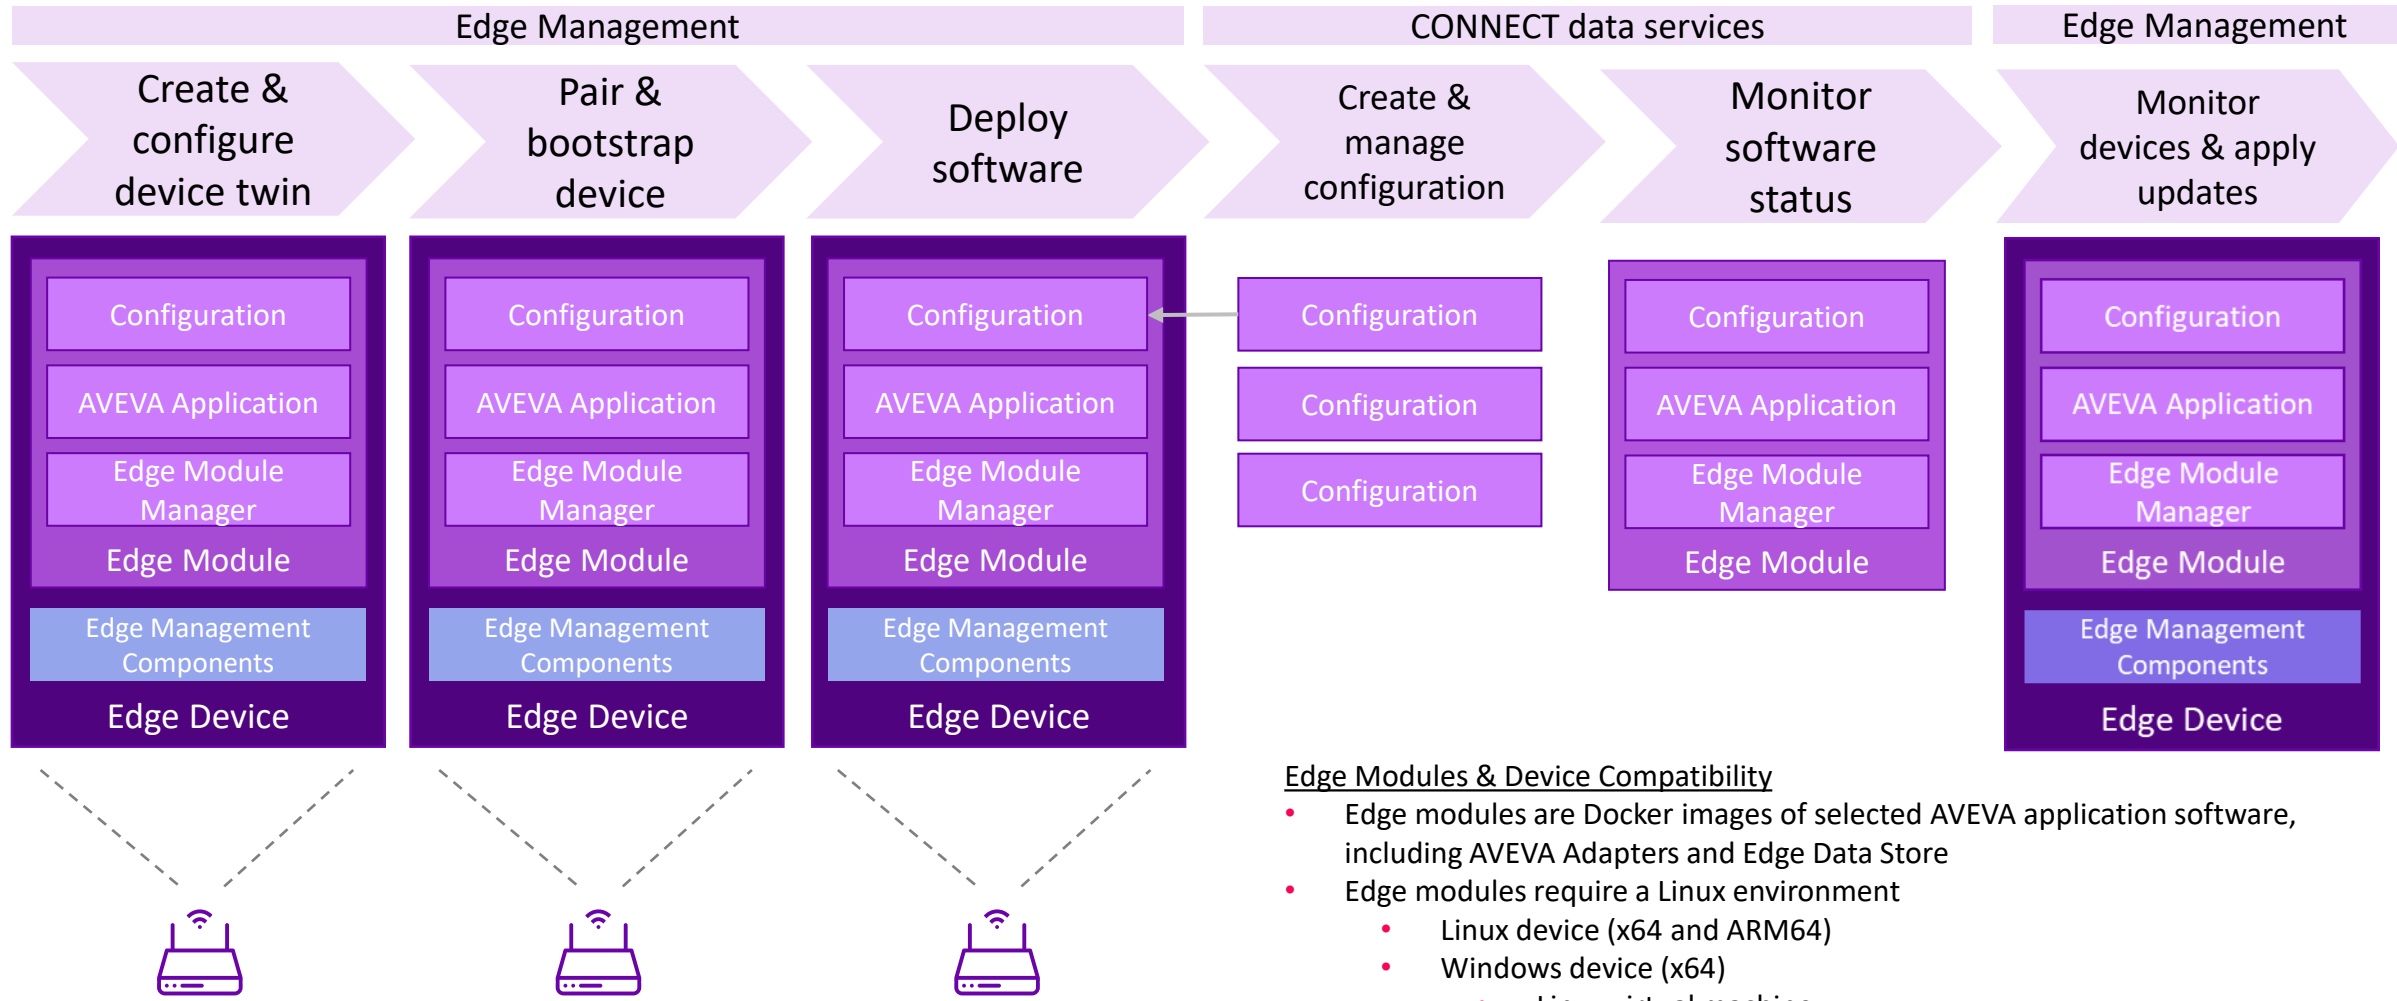 Edge Management
CONNECT data services
Edge Management
Create &
configure
device twin
Pair &
bootstrap
device
Deploy
software
Create &
manage
configuration
Monitor
software
status
Monitor
devices & apply
updates
Configuration
AVEVA Application
Edge Module
Manager
Edge Module
Edge Management
Components
Edge Device
Configuration
AVEVA Application
Edge Module
Manager
Edge Module
Edge Management
Components
Edge Device
Configuration
AVEVA Application
Edge Module
Manager
Edge Module
Edge Management
Components
Edge Device
Configuration
Configuration
Configuration
Configuration
AVEVA Application
Edge Module
Manager
Edge Module
Configuration
AVEVA Application
Edge Module
Manager
Edge Module
Edge Management
Components
Edge Device
Edge Modules & Device Compatibility
• Edge modules are Docker images of selected AVEVA application software,
including AVEVA Adapters and Edge Data Store
• Edge modules require a Linux environment
• Linux device (x64 and ARM64)
• Windows device (x64)
• Linux virtual machine